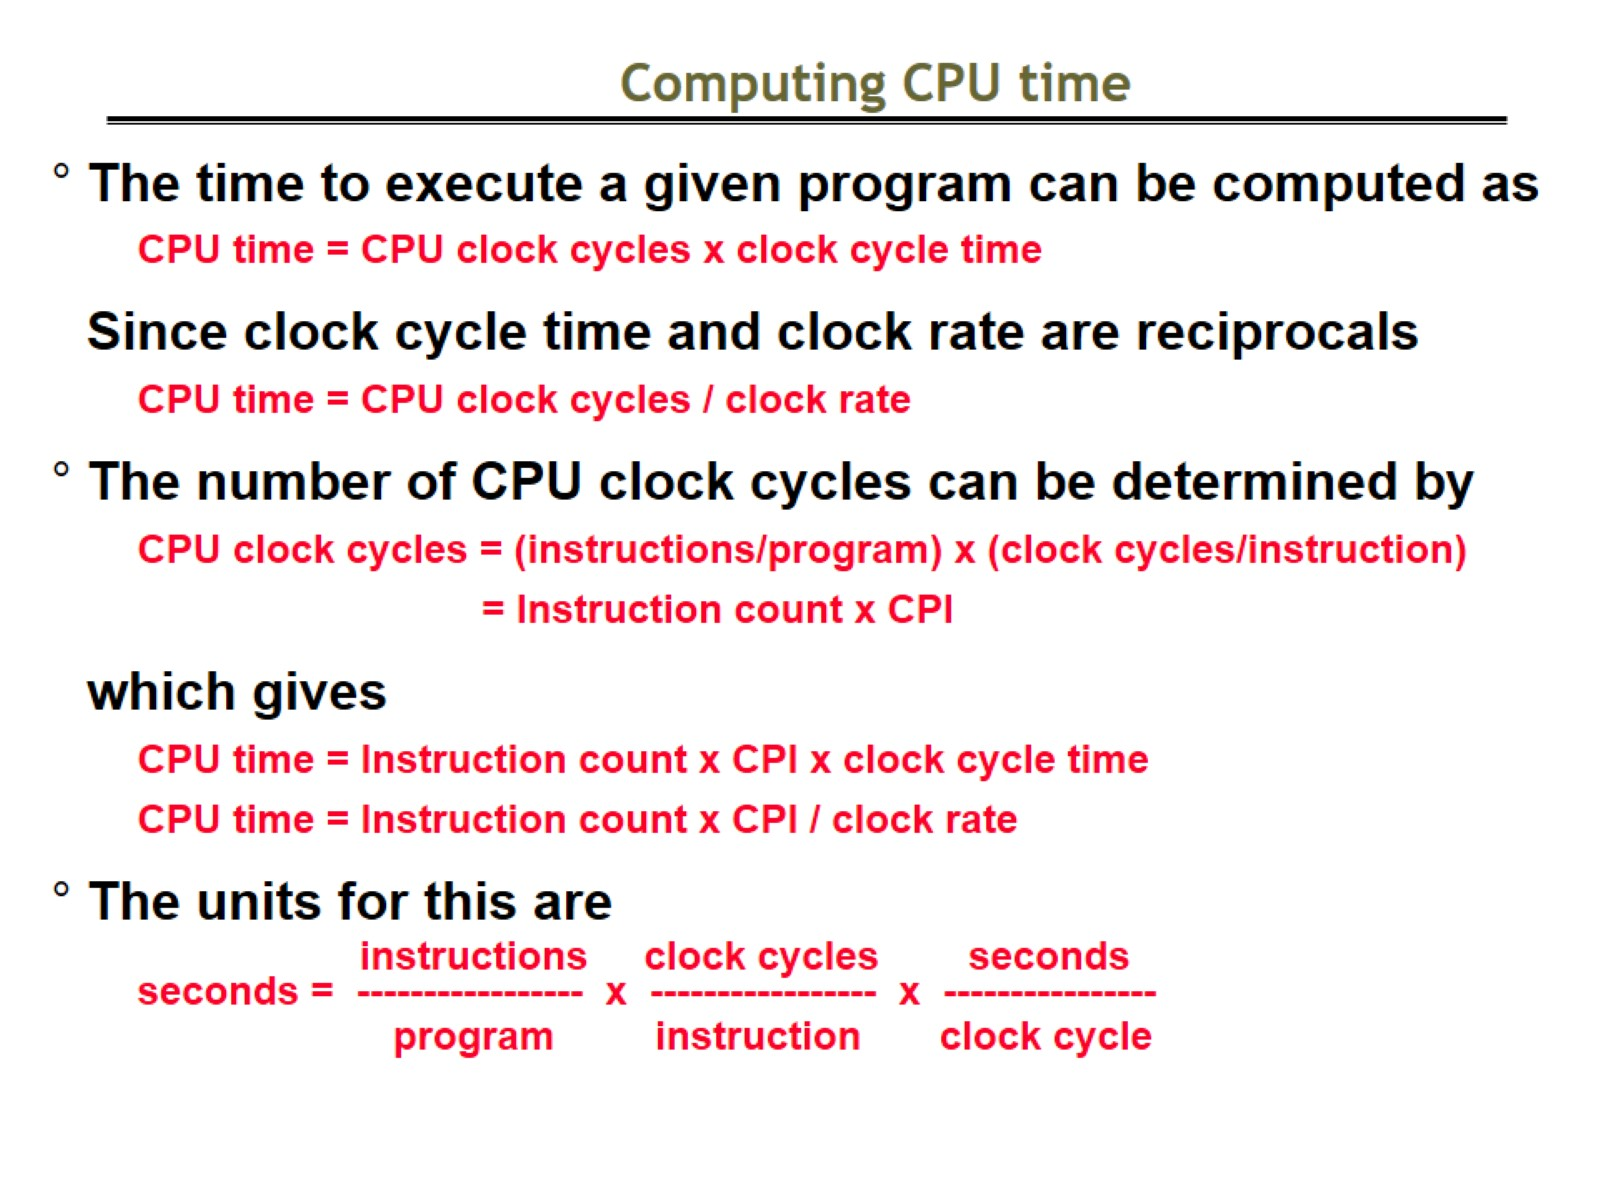 Computing CPU time
° The time to execute a given program can be computed as
CPU time = CPU clock cycles x clock cycle time
Since clock cycle time and clock rate are reciprocals
CPU time = CPU clock cycles / clock rate
° The number of CPU clock cycles can be determined by
CPU clock cycles = (instructions/program) x (clock cycles/instruction)
= Instruction count x CPI
which gives
CPU time = Instruction count x CPI x clock cycle time
CPU time = Instruction count x CPI / clock rate
° The units for this are
instructions clock cycles seconds
seconds = ----------------- x ----------------- x ----------------
program instruction clock cycle